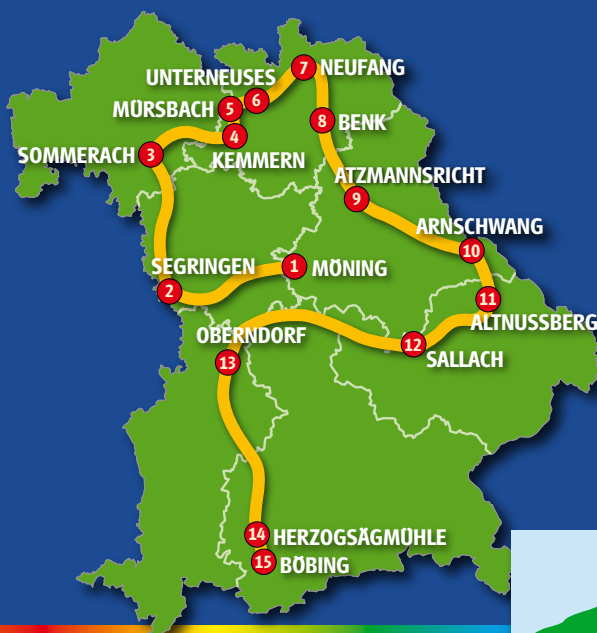 7 NEUFANG
UNTERNEUSES
6
MÜRSBACH 5
8 BENK
4
SOMMERACH 3
KEMMERN
ATZMANNSRICHT
9
ARNSCHWANG
10
SEGRINGEN
1 MÖNING
2
11
ALTNUSSBERG
OBERNDORF
12
SALLACH
13
14 HERZOGSÄGMÜHLE
15 BÖBING